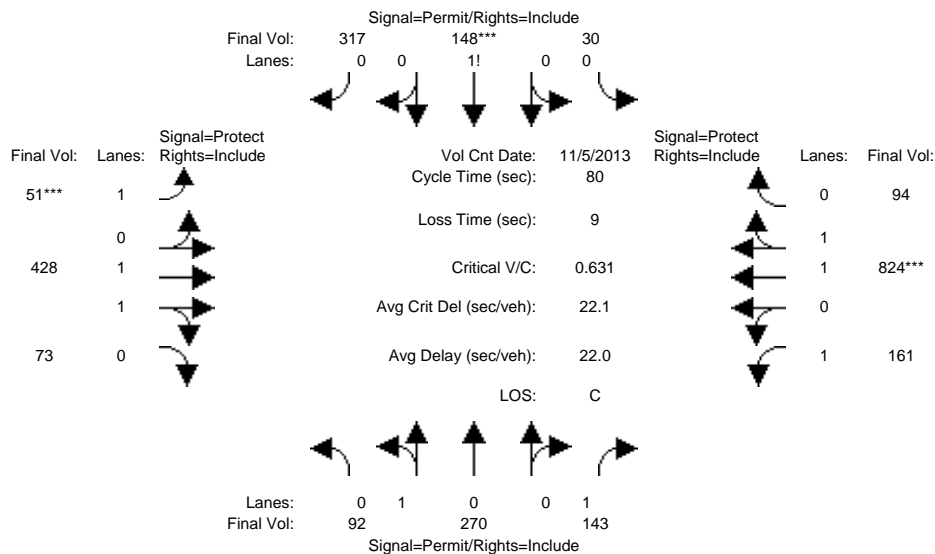 Signal=Permit/Rights=Include
Final Vol: 317 148*** 30
Lanes: 0 0 1! 0 0
Signal=Protect Signal=Protect
Final Vol: Lanes: Rights=Include Vol Cnt Date: 11/5/2013 Rights=Include Lanes: Final Vol:
Cycle Time (sec): 80
51*** 1 0 94
Loss Time (sec): 9
0 1
428 1 Critical V/C: 0.631 1 824***
1 Avg Crit Del (sec/veh): 22.1 0
73 0 Avg Delay (sec/veh): 22.0 1 161
LOS: C
Lanes: 0 1 0 0 1
Final Vol: 92 270 143
Signal=Permit/Rights=Include